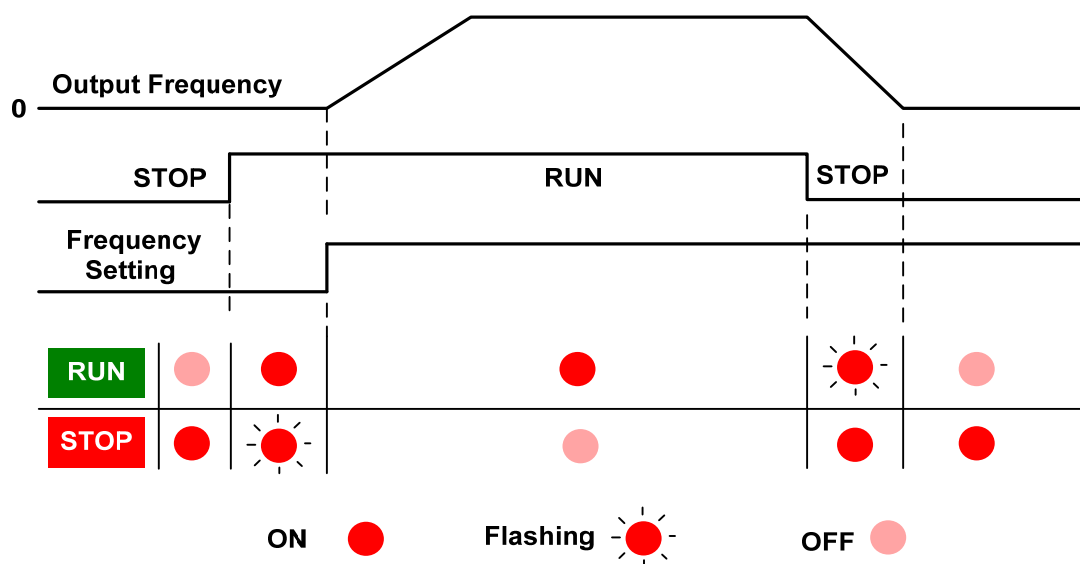 Output Frequency
0
STOP
RUN
STOP
Frequency
Setting
RUN
STOP
ON
Flashing
OFF